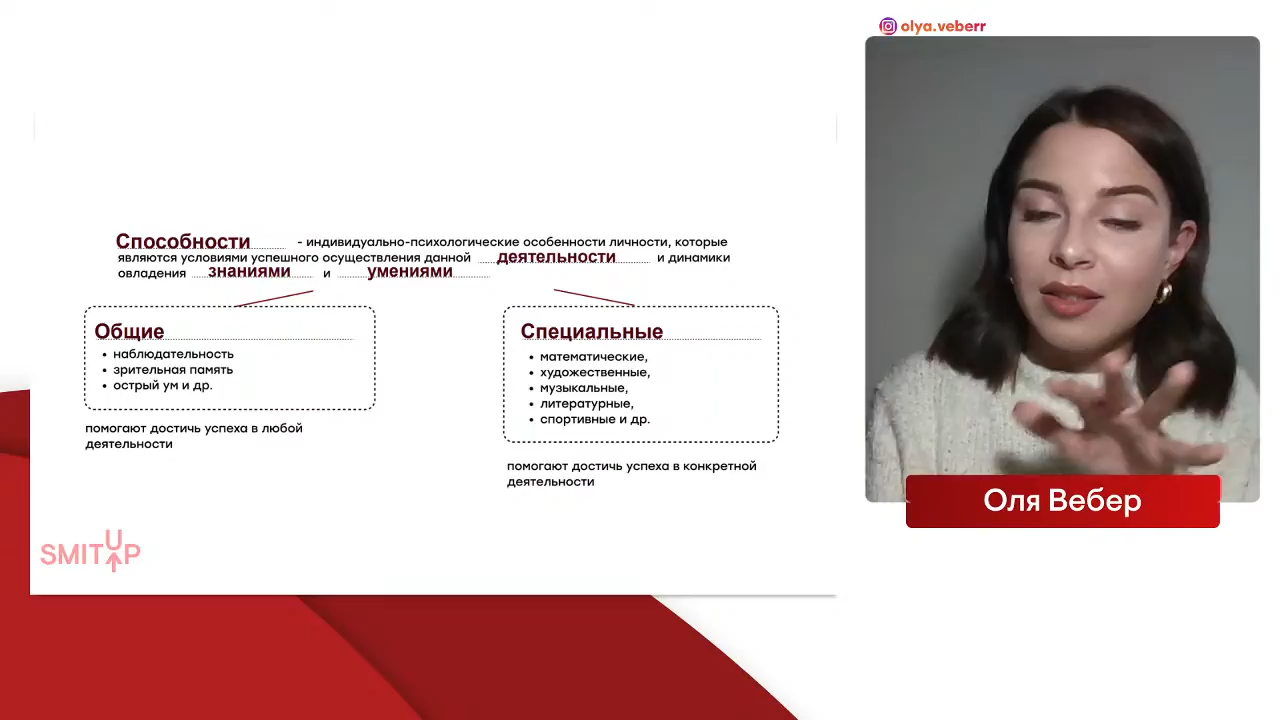 olya.veberr
Способности - индивидуально-психологические особенности личности, которые
являются условиями успешного осуществления данной деятельности и динамики
овладения знаниями и умениями
Общие
• наблюдательность
• зрительная память
• острый ум и др.
помогают достичь успеха в любой
деятельности
Специальные
• математические,
• художественные,
• музыкальные,
• литературные,
• спортивные и др.
помогают достичь успеха в конкретной
деятельности
SMITUP
Оля Вебер